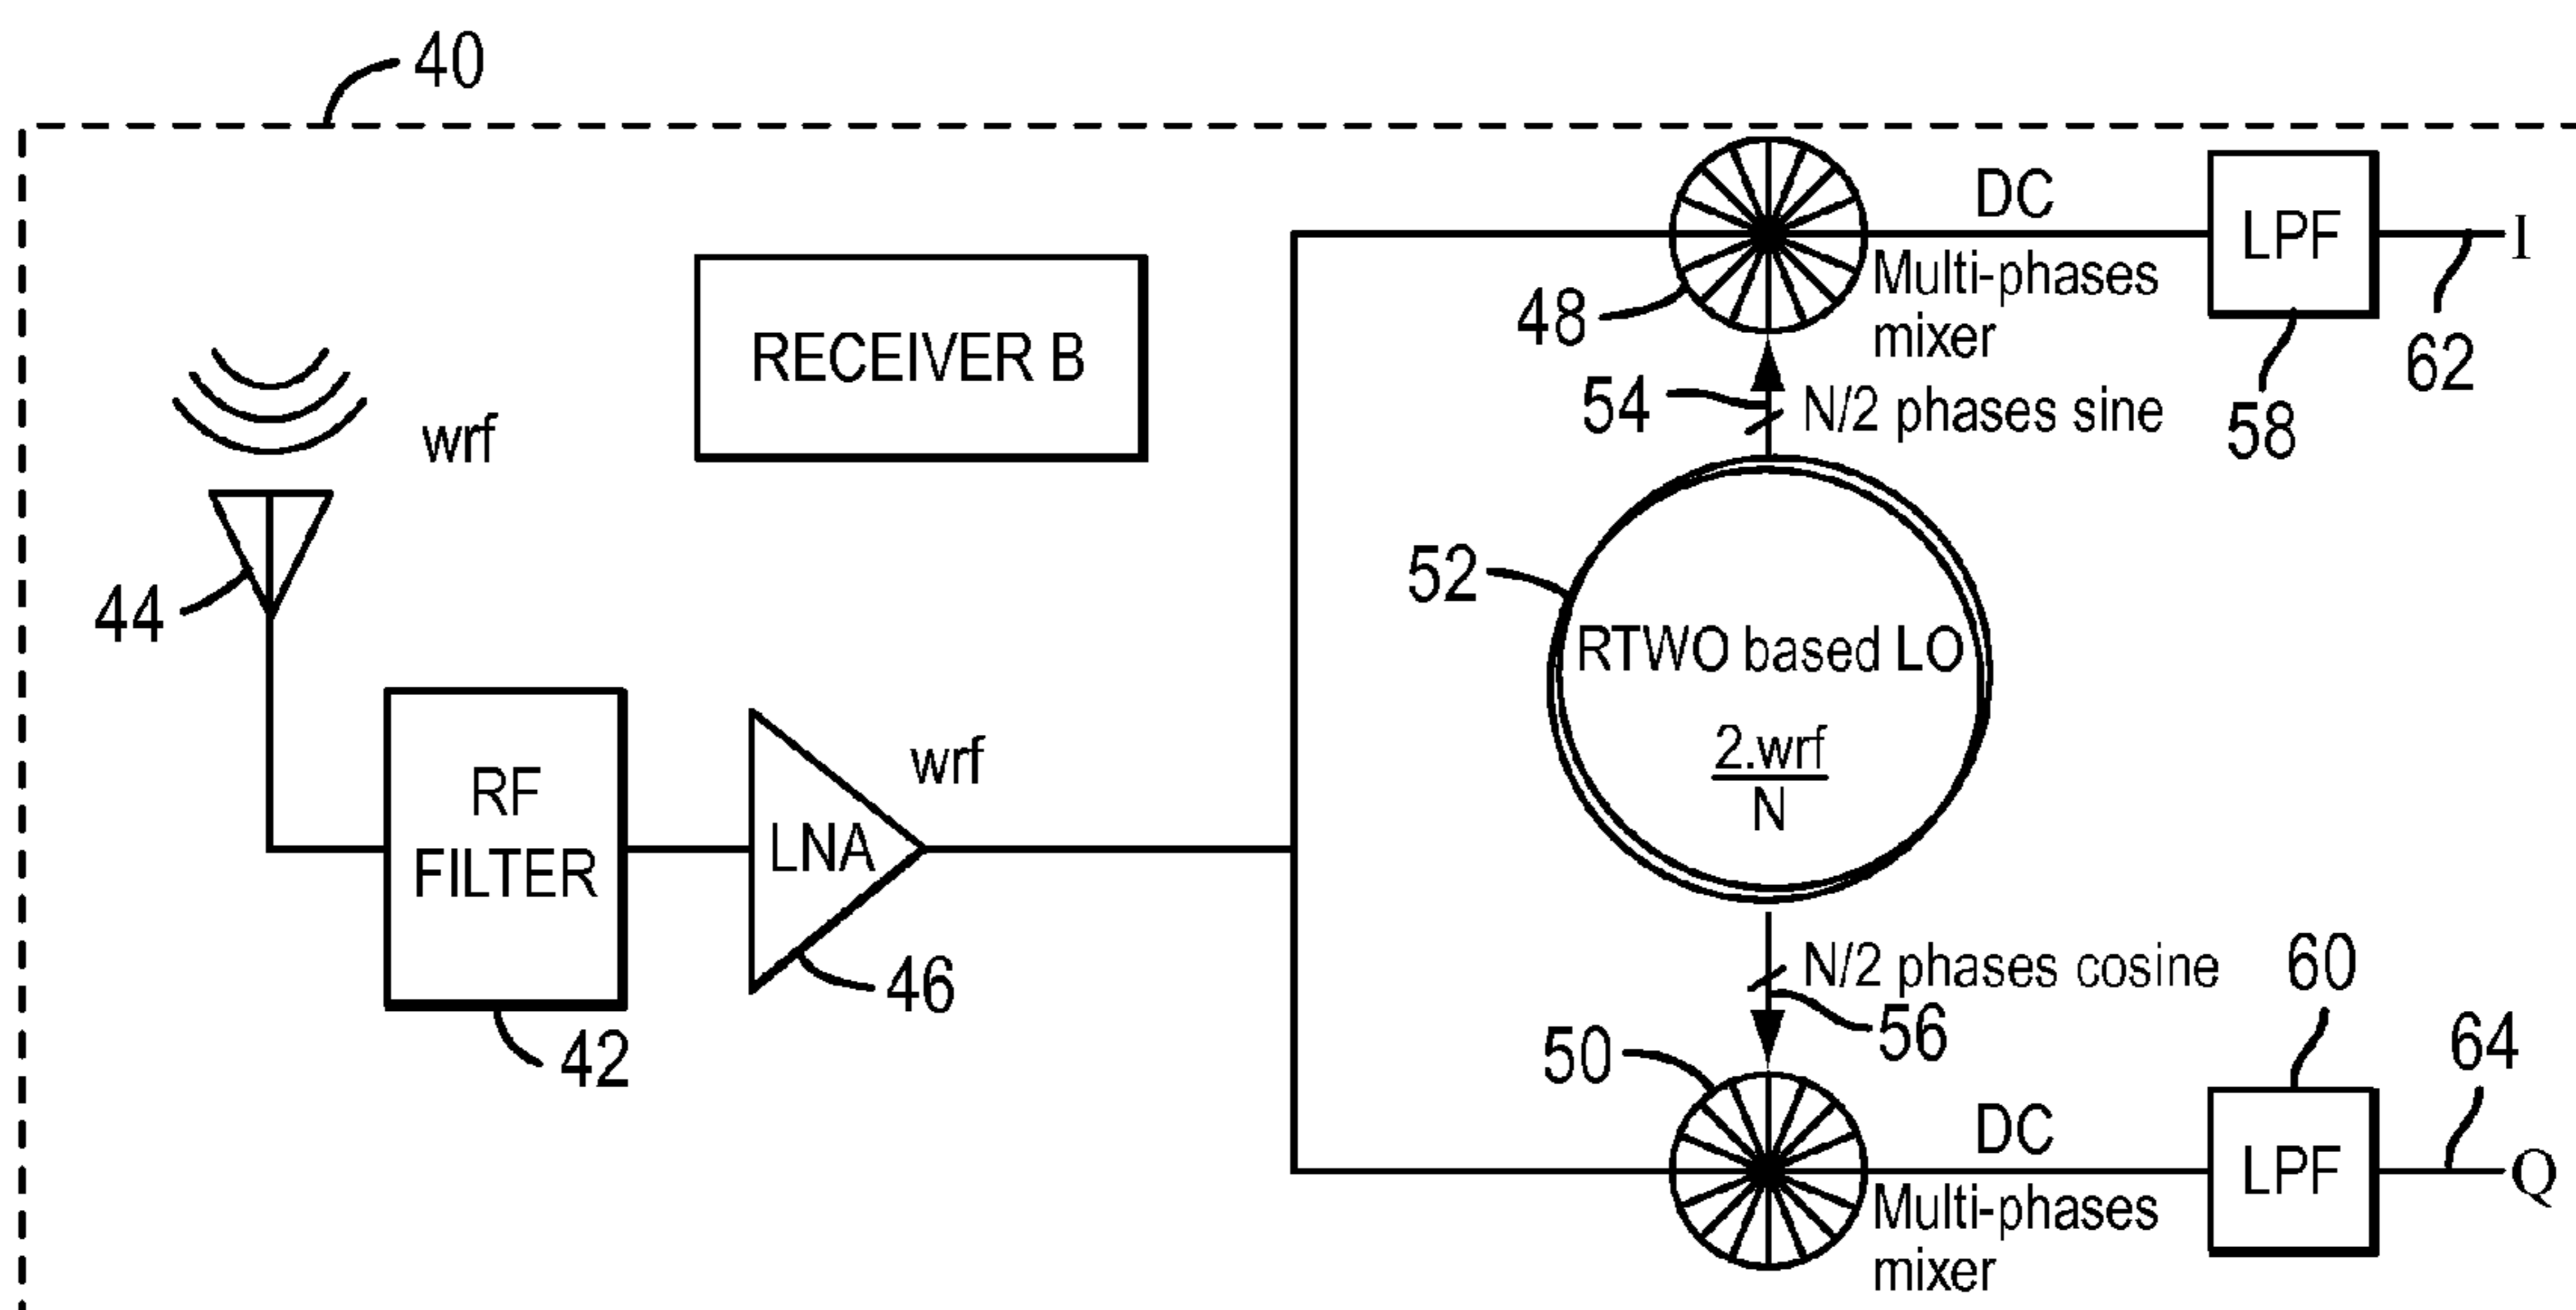 40
RECEIVER B
wrf
44
RF
FILTER
42
LNA
wrf
46
48
DC
Multi-phases
mixer
LPF
I
62
58
54
N/2 phases sine
52
RTWO based LO
2.wrf
N
N/2 phases cosine
56
50
DC
Multi-phases
mixer
60
LPF
64
Q